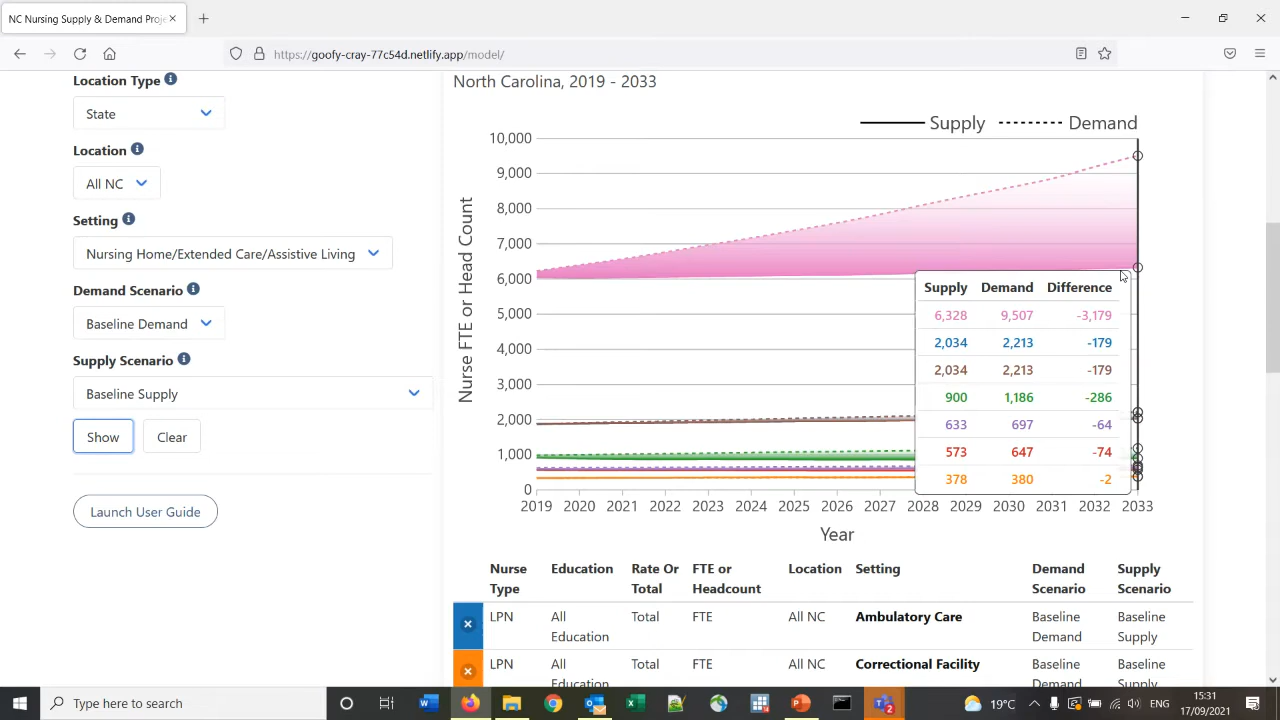 NC Nursing Supply & Demand Proje
https://goofy-cray-77c54d.netlify.app/model/
Location Type
State
Location
All NC
Setting
Nursing Home/Extended Care/Assistive Living
Demand Scenario
Baseline Demand
Supply Scenario
Baseline Supply
Show Clear
Launch User Guide
North Carolina, 2019 - 2033
Supply Demand
Nurse FTE or Head Count
10,000
9,000
8,000
7,000
6,000
5,000
4,000
3,000
2,000
1,000
0
2019 2020 2021 2022 2023 2024 2025 2026 2027 2028 2029 2030 2031 2032 2033
Year
Supply Demand Difference
6,328 9,507 -3,179
2,034 2,213 -179
2,034 2,213 -179
900 1,186 -286
633 697 -64
573 647 -74
378 380 -2
Nurse Type Education Rate Or Total FTE or Headcount Location Setting Demand Scenario Supply Scenario
LPN All Education Total FTE All NC Ambulatory Care Baseline Demand Baseline Supply
LPN All Education Total FTE All NC Correctional Facility Baseline Demand Baseline Supply
Type here to search
2
19°C
ENG
15:31
17/09/2021